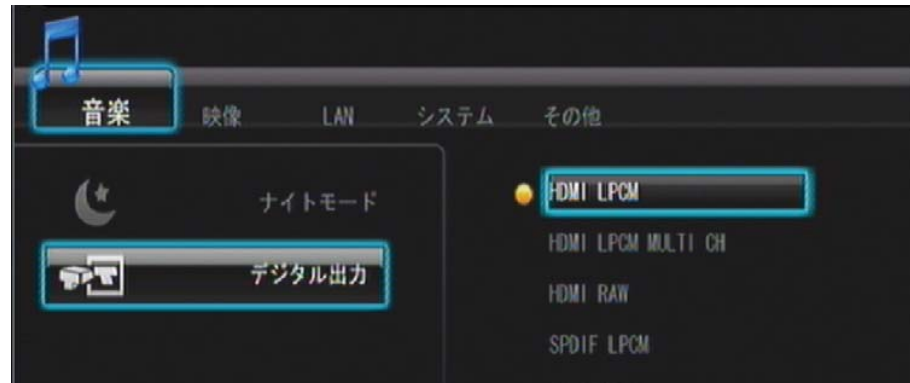 音楽 映像 LAN システム その他
ナイトモード
デジタル出力
HDMI LPCM
HDMI LPCM MULTI CH
HDMI RAW
SPDIF LPCM